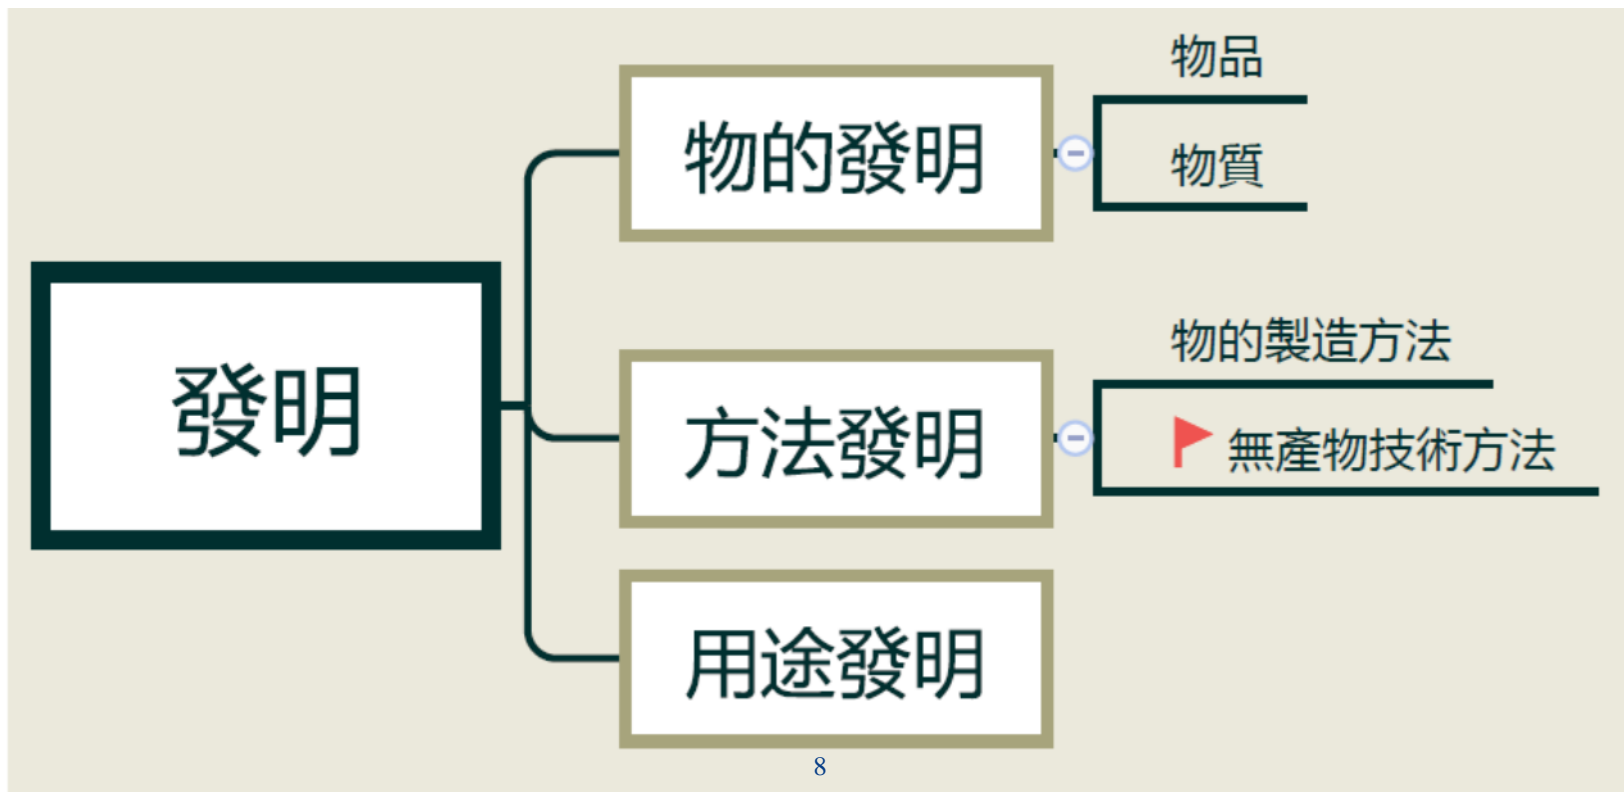 發明
物的發明
物品
物質
方法發明
物的製造方法
無產物技術方法
用途發明
8